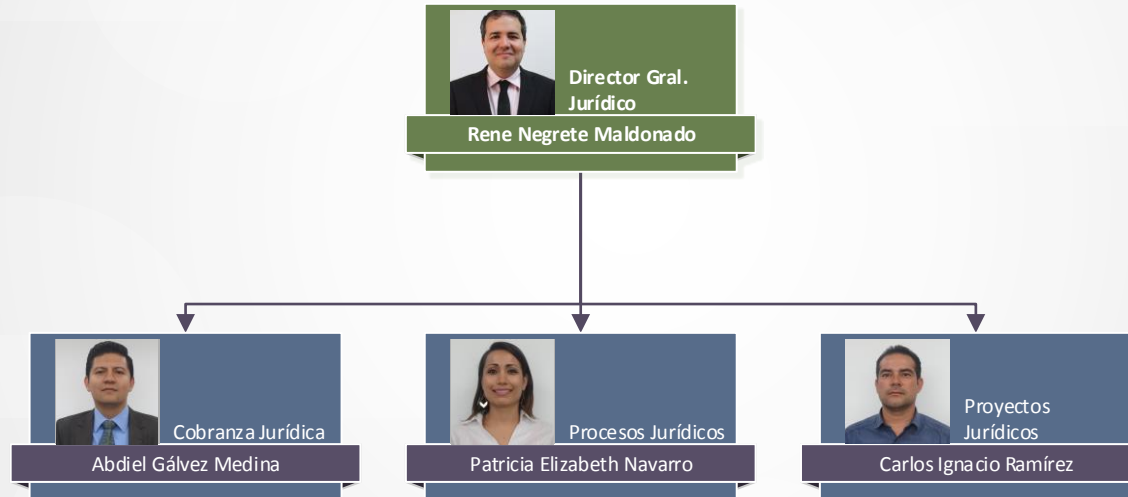 Director Gral.
Jurídico
Rene Negrete Maldonado
Cobranza Jurídica
Abdiel Gálvez Medina
Procesos Jurídicos
Patricia Elizabeth Navarro
Proyectos
Jurídicos
Carlos Ignacio Ramírez